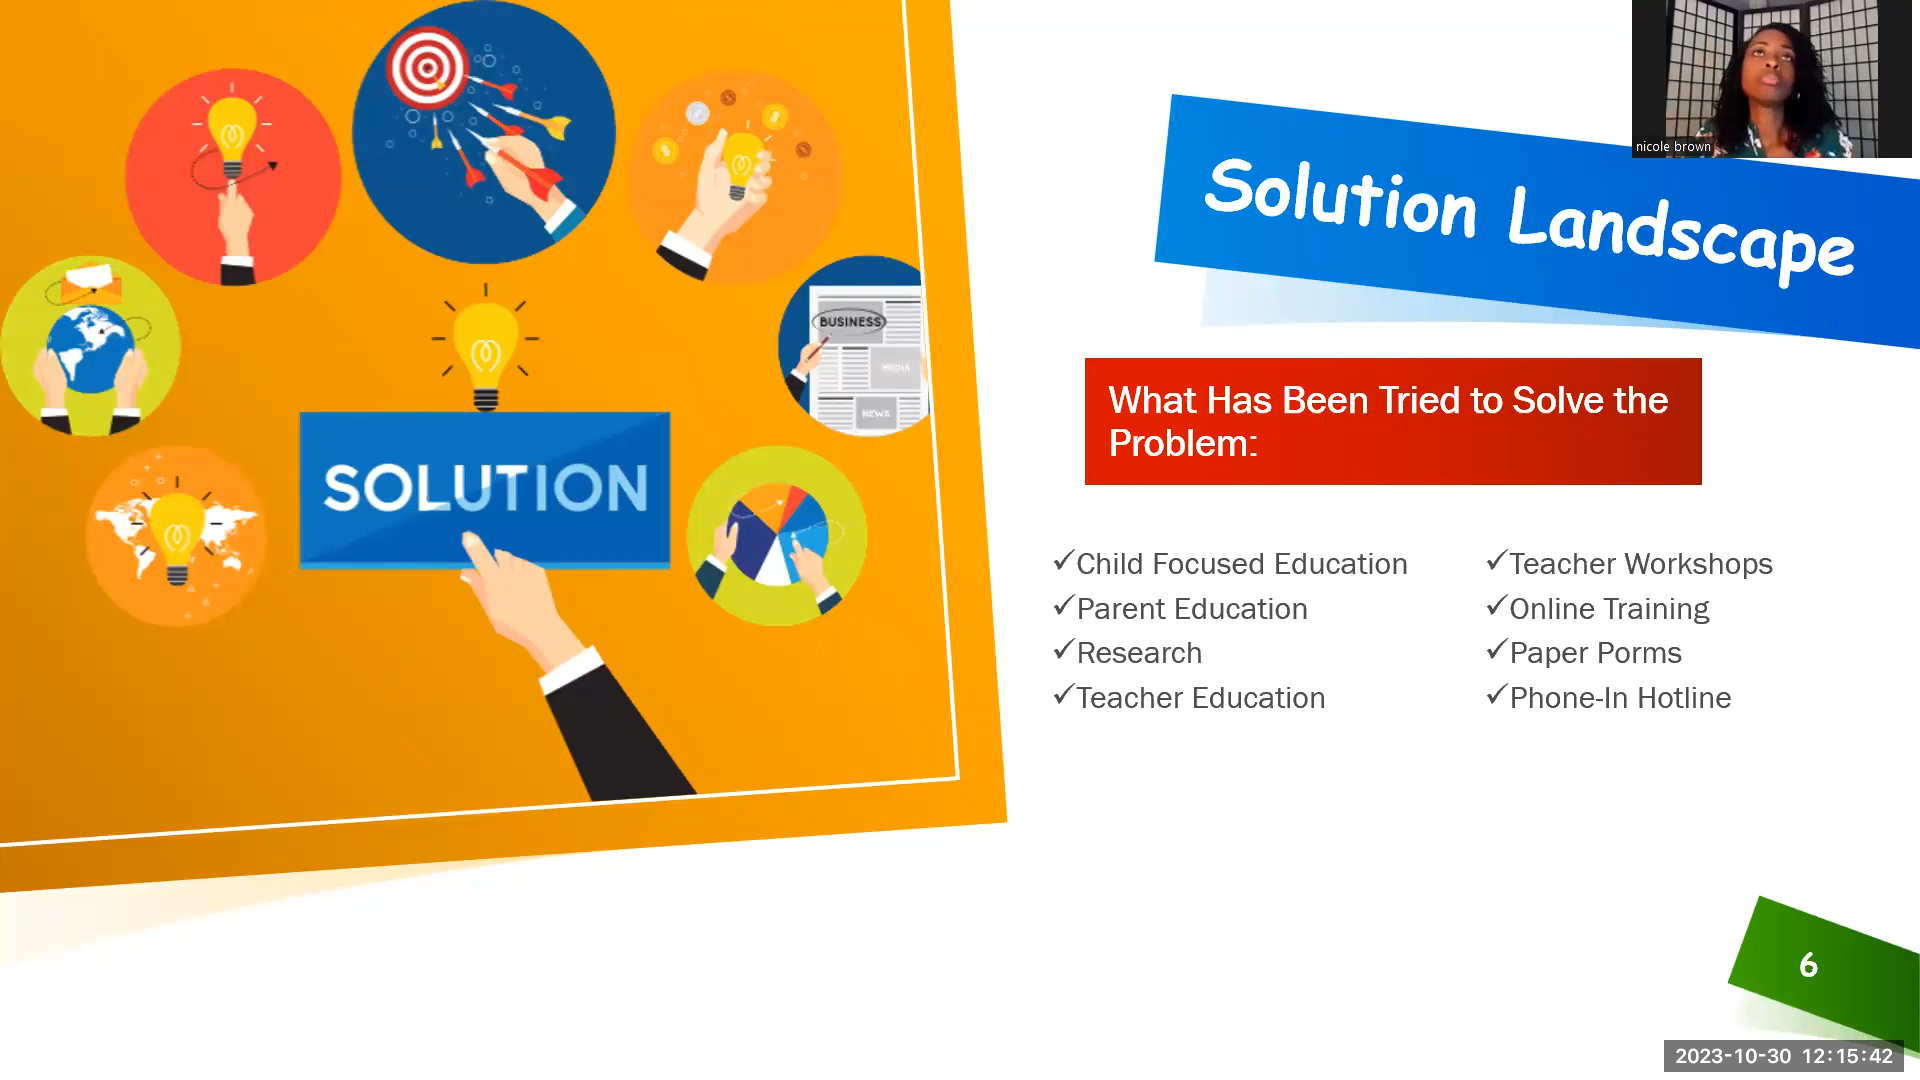 nicole brown
Solution Landscape
BUSINESS
MEDIA
NEWS
SOLUTION
What Has Been Tried to Solve the
Problem:
✓Child Focused Education
✓Parent Education
✓Research
✓Teacher Education
✓Teacher Workshops
✓Online Training
✓Paper Porms
✓Phone-In Hotline
6
2023-10-30 12:15:42